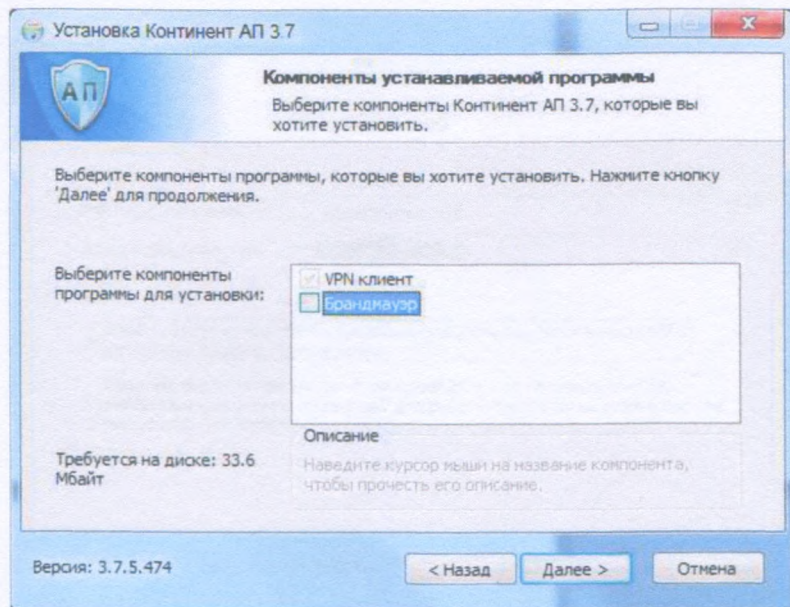 Установка Континент АП 3.7
АП
Компоненты устанавливаемой программы
Выберите компоненты Континент АП 3.7, которые вы
хотите установить.
Выберите компоненты программы, которые вы хотите установить. Нажмите кнопку
'Далее' для продолжения.
Выберите компоненты
программы для установки:
VPN клиент
Брандмауэр
Описание
Требуется на диске: 33.6
Мбайт
Наведите курсор мыши на название компонента,
чтобы прочесть его описание.
Версия: 3.7.5.474
< Назад
Далее >
Отмена